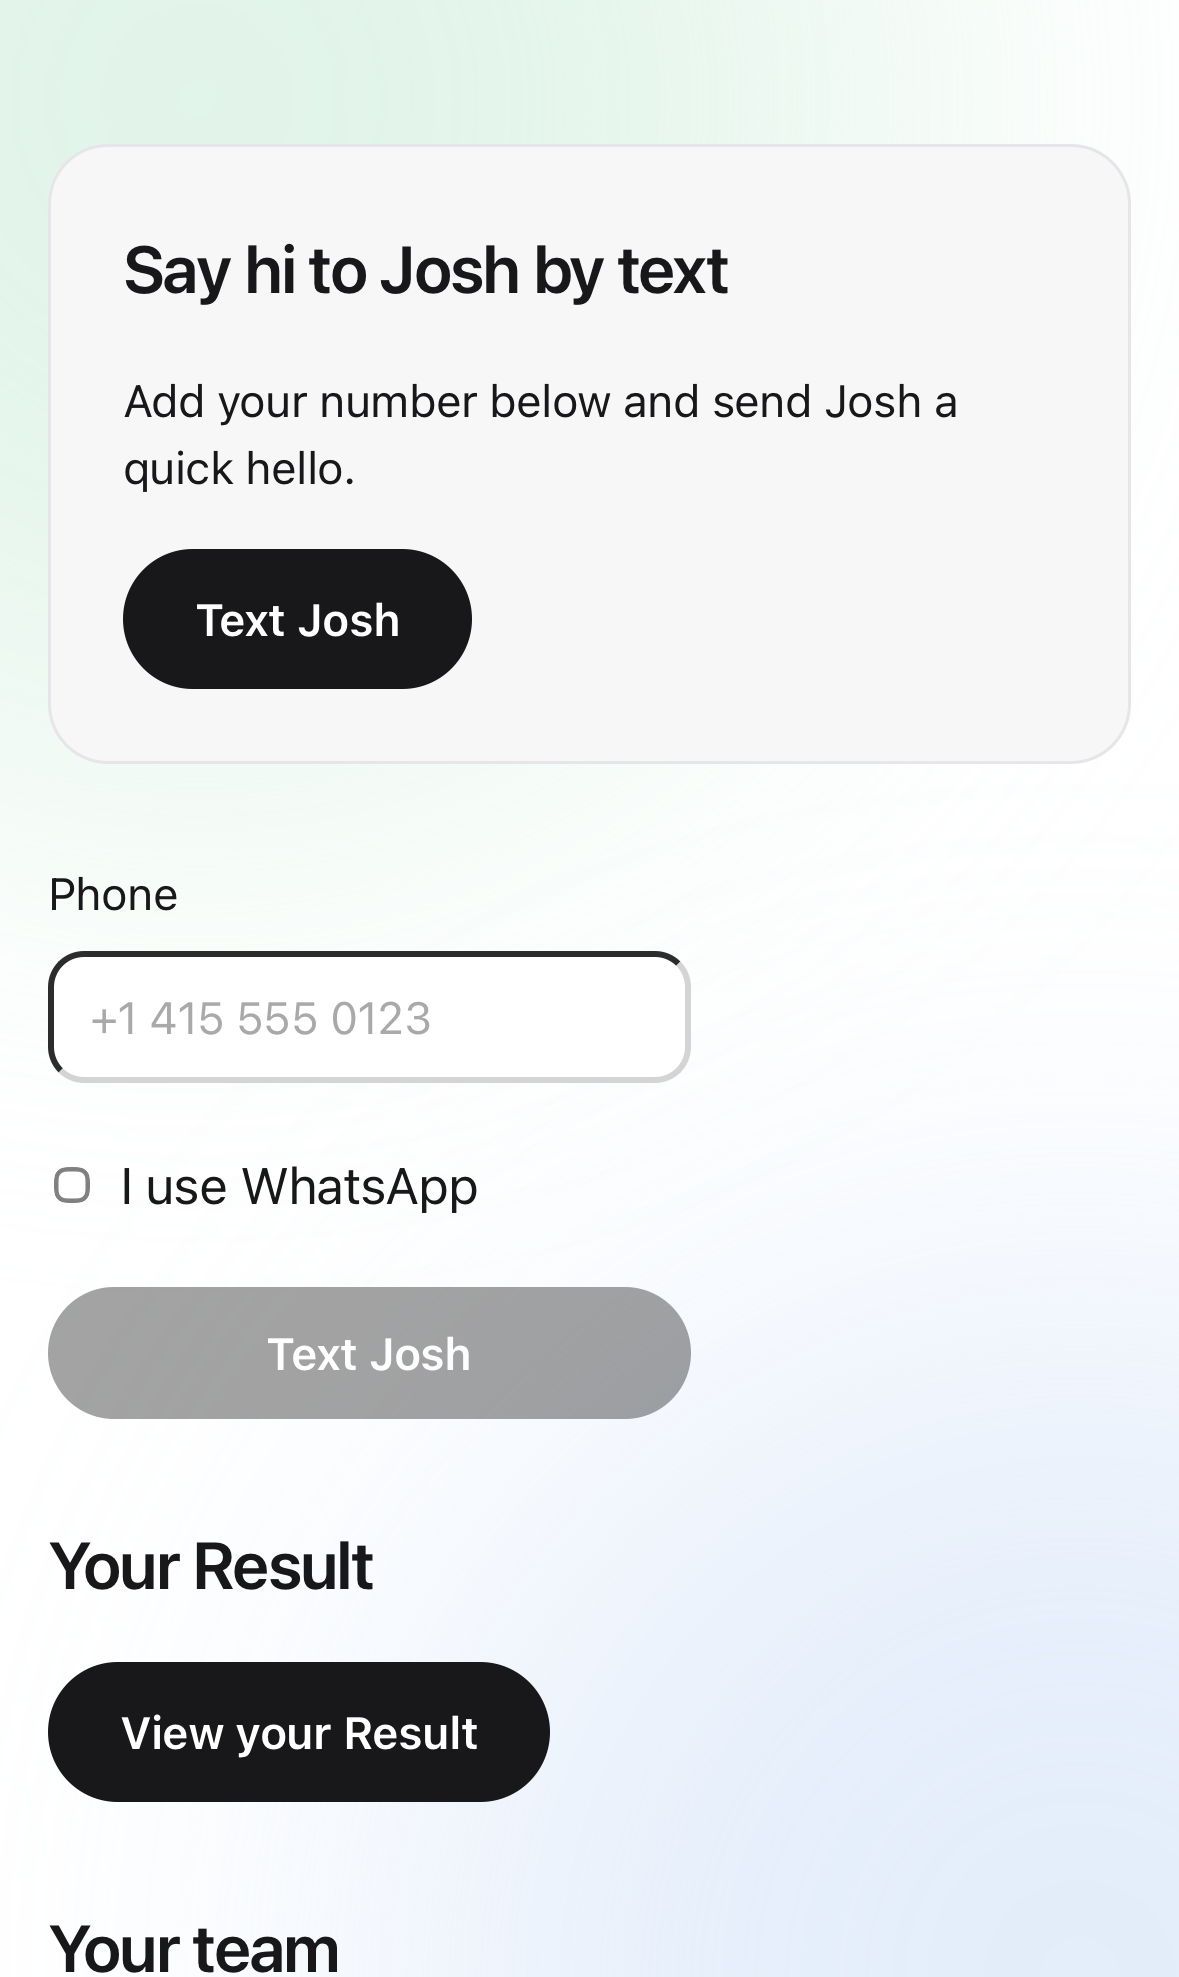 Say hi to Josh by text
Add your number below and send Josh a
quick hello.
Text Josh
Phone
+1 415 555 0123
I use WhatsApp
Text Josh
Your Result
View your Result
Your team